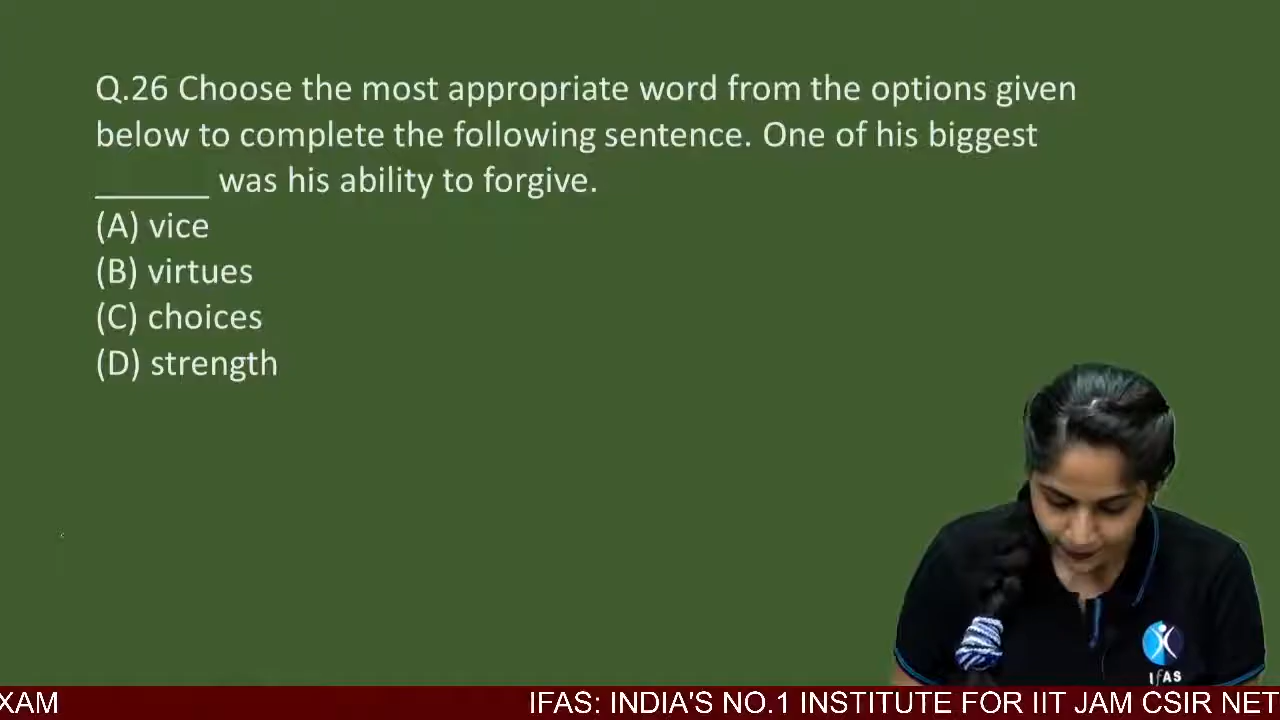 Q.26 Choose the most appropriate word from the options given
below to complete the following sentence. One of his biggest
______ was his ability to forgive.
(A) vice
(B) virtues
(C) choices
(D) strength
IfAS
XAM IFAS: INDIA'S NO.1 INSTITUTE FOR IIT JAM CSIR NET